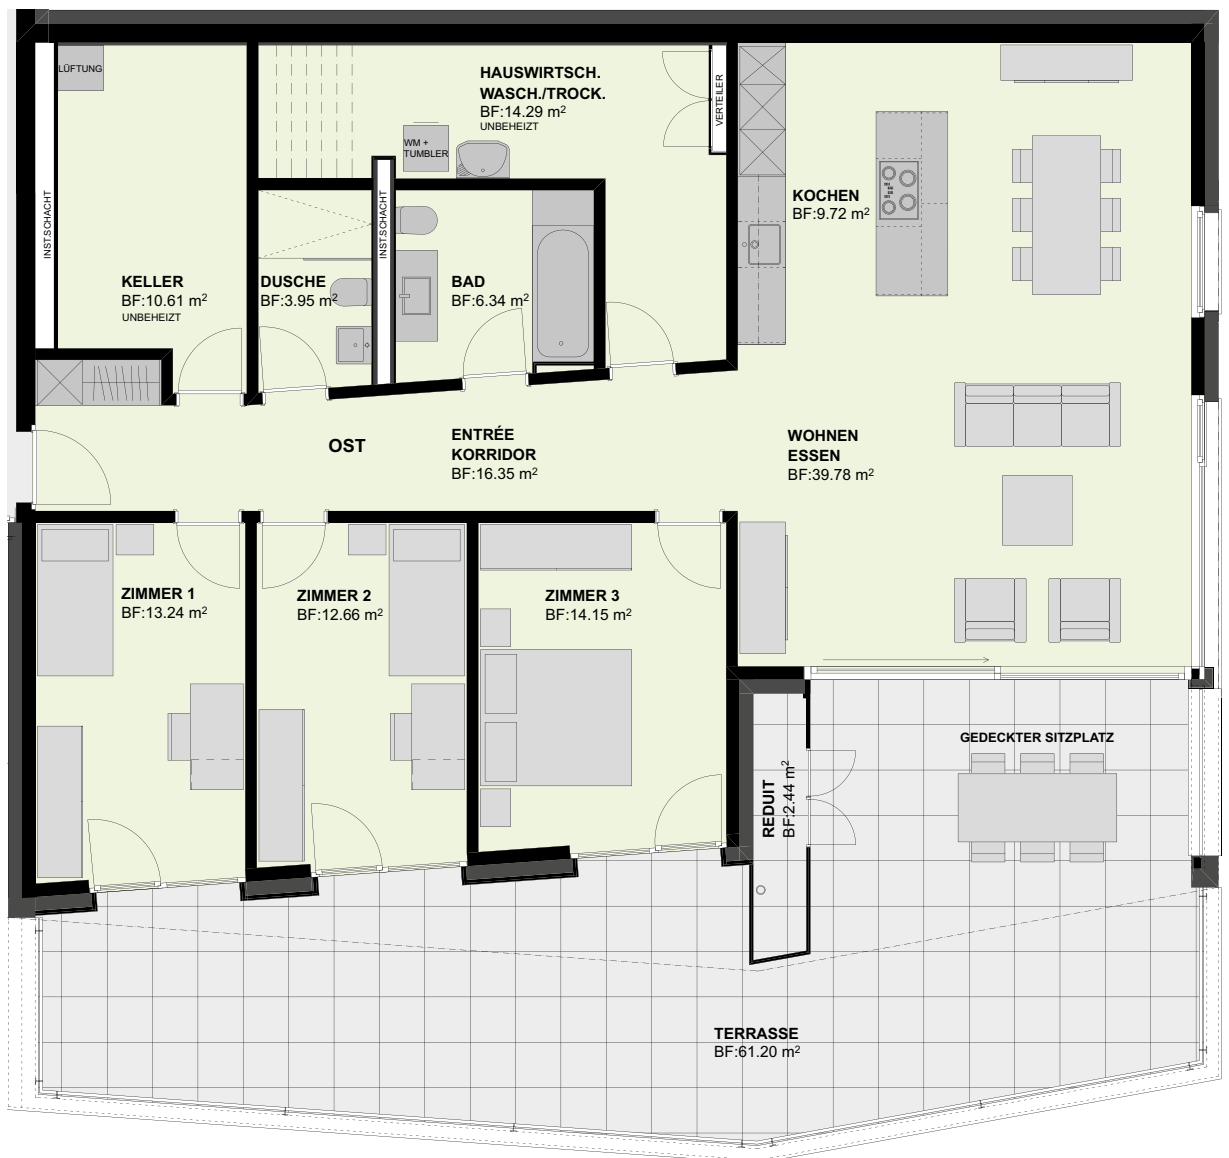 LÜFTUNG
HAUSWIRTSCH.
WASCH./TROCK.
BF:14.29 m²
UNBEHEIZT
VERTEILER
WM +
TUMBLER
INST.SCHACHT
INST.SCHACHT
KOCHEN
BF:9.72 m²
KELLER
BF:10.61 m²
UNBEHEIZT
DUSCHE
BF:3.95 m²
BAD
BF:6.34 m²
OST
ENTRÉE
KORRIDOR
BF:16.35 m²
WOHNEN
ESSEN
BF:39.78 m²
ZIMMER 1
BF:13.24 m²
ZIMMER 2
BF:12.66 m²
ZIMMER 3
BF:14.15 m²
GEDECKTER SITZPLATZ
REDUIT
BF:2.44 m²
TERRASSE
BF:61.20 m²